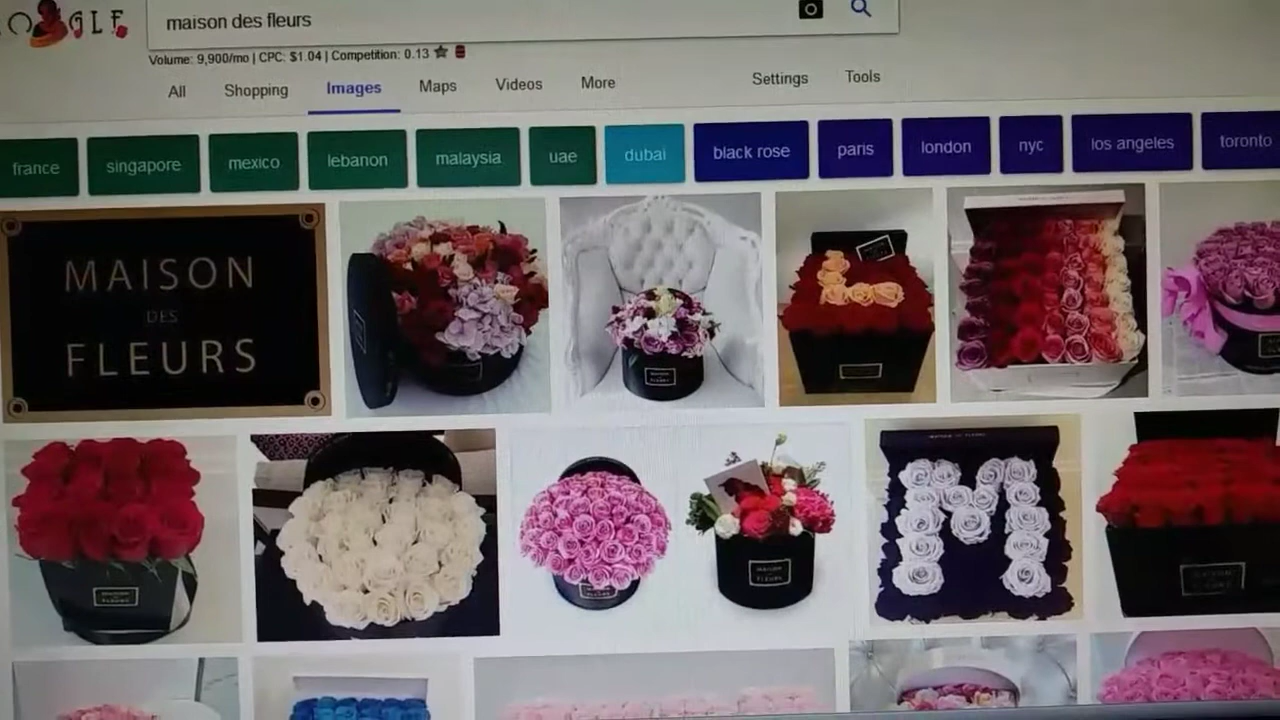 maison des fleurs
Volume: 9,900/mo | CPC: $1.04 | Competition: 0.13
All Shopping Images Maps Videos More Settings Tools
france singapore mexico lebanon malaysia uae dubai black rose paris london nyc los angeles toronto
MAISON
DES
FLEURS